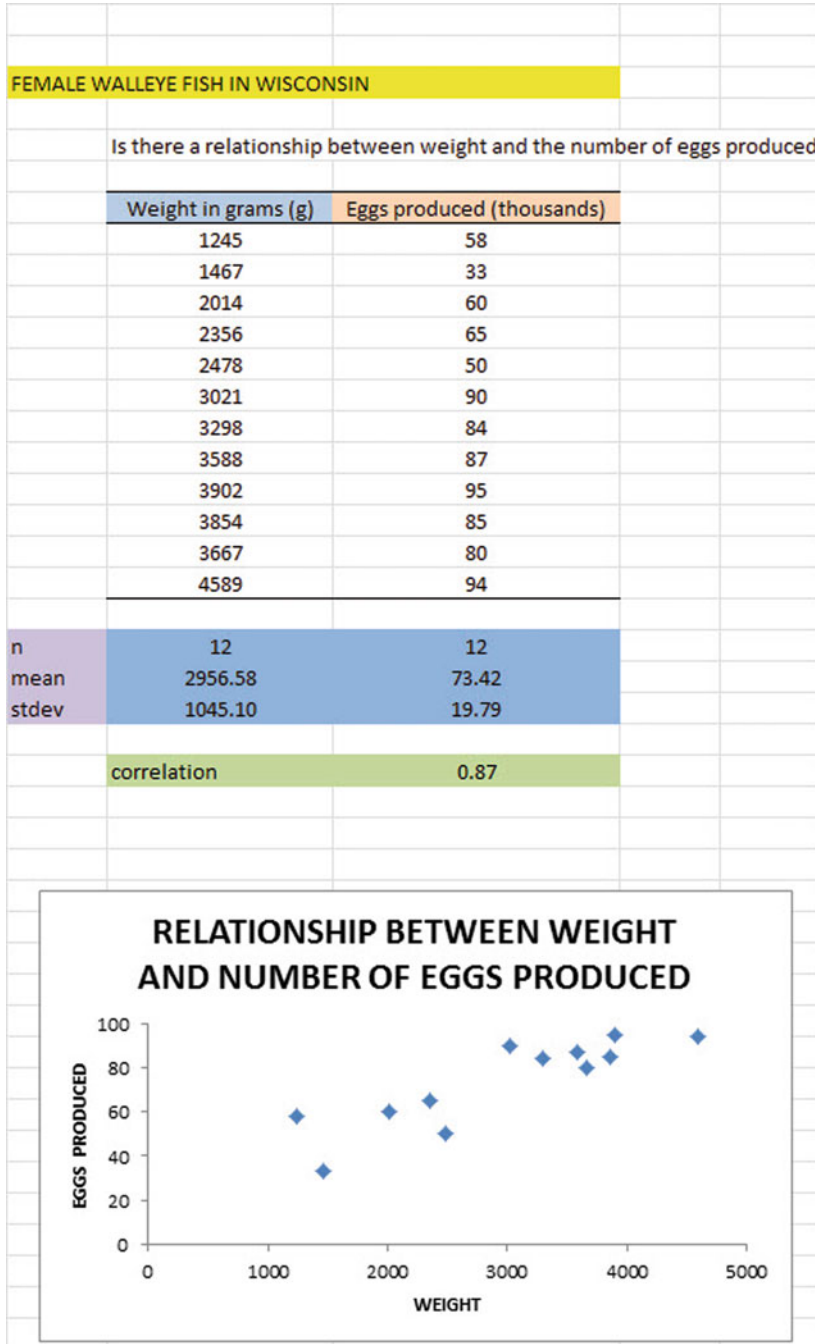 FEMALE WALLEYE FISH IN WISCONSIN
Is there a relationship between weight and the number of eggs produced
Weight in grams (g) Eggs produced (thousands)
1245 58
1467 33
2014 60
2356 65
2478 50
3021 90
3298 84
3588 87
3902 95
3854 85
3667 80
4589 94
n 12 12
mean 2956.58 73.42
stdev 1045.10 19.79
correlation 0.87
RELATIONSHIP BETWEEN WEIGHT
AND NUMBER OF EGGS PRODUCED
EGGS PRODUCED
100
80
60
40
20
0
0 1000 2000 3000 4000 5000
WEIGHT